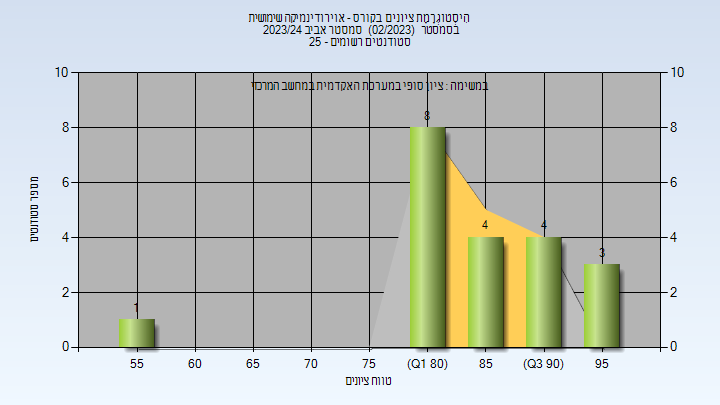 היסטוגרמת ציונים בקורס - אוירודינמיקה שימושית
בסמסטר (02/2023) סמסטר אביב 2023/24
סטודנטים רשומים - 25
במשימה : ציון סופי במערכת האקדמית במחשב המרכזי
מספר סטודנטים
10 10
8 8
6 6
4 4
2 2
0 0
1 8 4 4 3
55 60 65 70 75 (Q1 80) 85 (Q3 90) 95
טווח ציונים